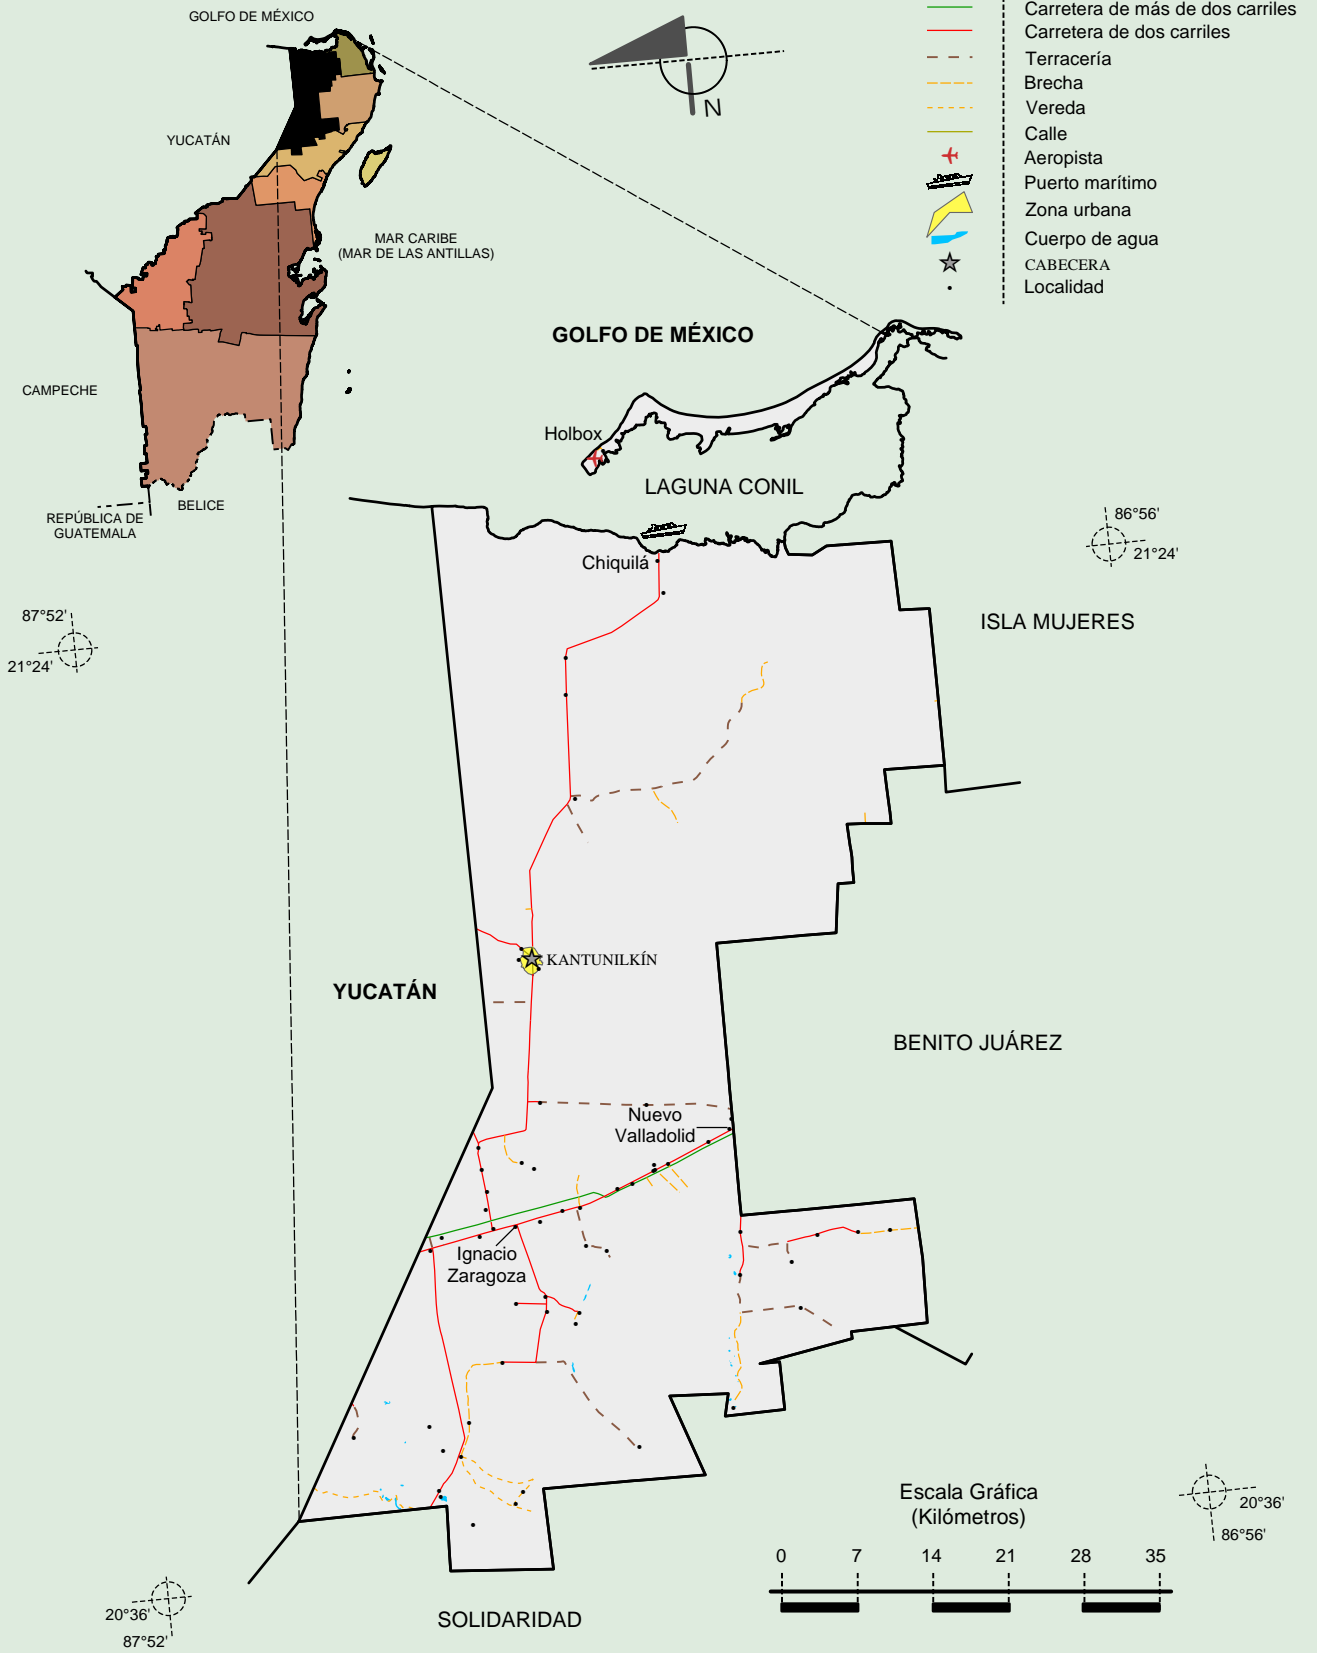 GOLFO DE MÉXICO
YUCATÁN
MAR CARIBE
(MAR DE LAS ANTILLAS)
CAMPECHE
BELICE
REPÚBLICA DE
GUATEMALA
N
Carretera de más de dos carriles
Carretera de dos carriles
Terracería
Brecha
Vereda
Calle
Aeropista
Puerto marítimo
Zona urbana
Cuerpo de agua
CABECERA
Localidad
GOLFO DE MÉXICO
Holbox
LAGUNA CONIL
Chiquilá
86°56'
21°24'
87°52'
21°24'
ISLA MUJERES
KANTUNILKÍN
YUCATÁN
BENITO JUÁREZ
Nuevo
Valladolid
Ignacio
Zaragoza
Escala Gráfica
(Kilómetros)
0 7 14 21 28 35
20°36'
86°56'
20°36'
87°52'
SOLIDARIDAD